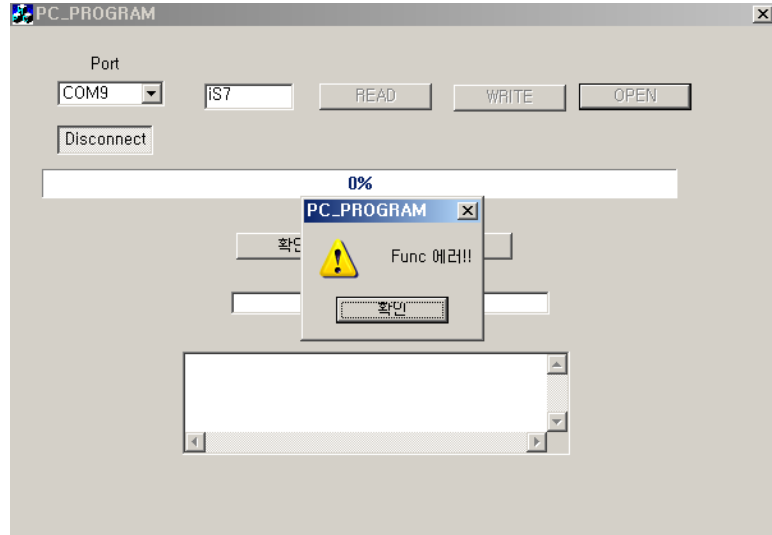 PC_PROGRAM
Port
COM9
iS7
READ
WRITE
OPEN
Disconnect
0%
PC_PROGRAM
Func 에러!!
확인